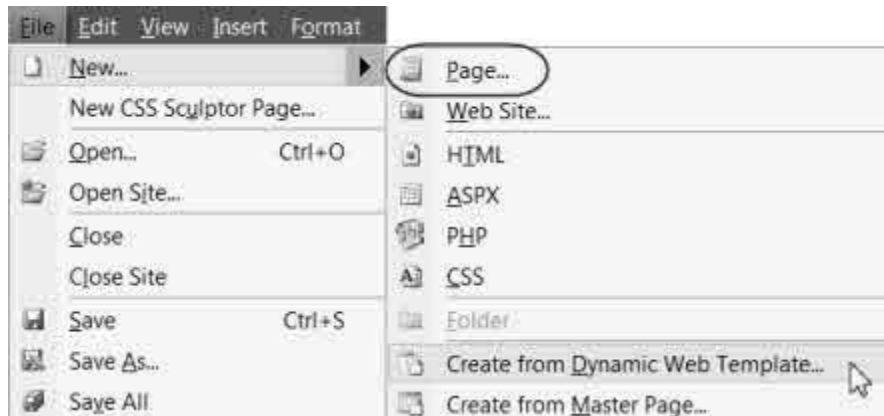 File Edit View Insert Format
New...
New CSS Sculptor Page...
Open... Ctrl+O
Open Site...
Close
Close Site
Save Ctrl+S
Save As...
Save All
Page...
Web Site...
HTML
ASPX
PHP
CSS
Folder
Create from Dynamic Web Template...
Create from Master Page...